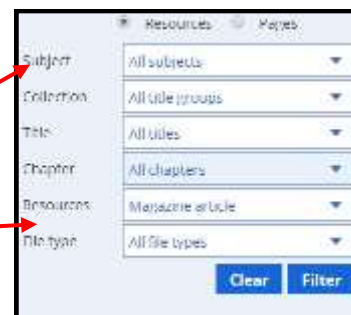 Resources Pages
Subject All subjects
Collection All title groups
Title All titles
Chapter All chapters
Resources Magazine article
File type All file types
Clear Filter